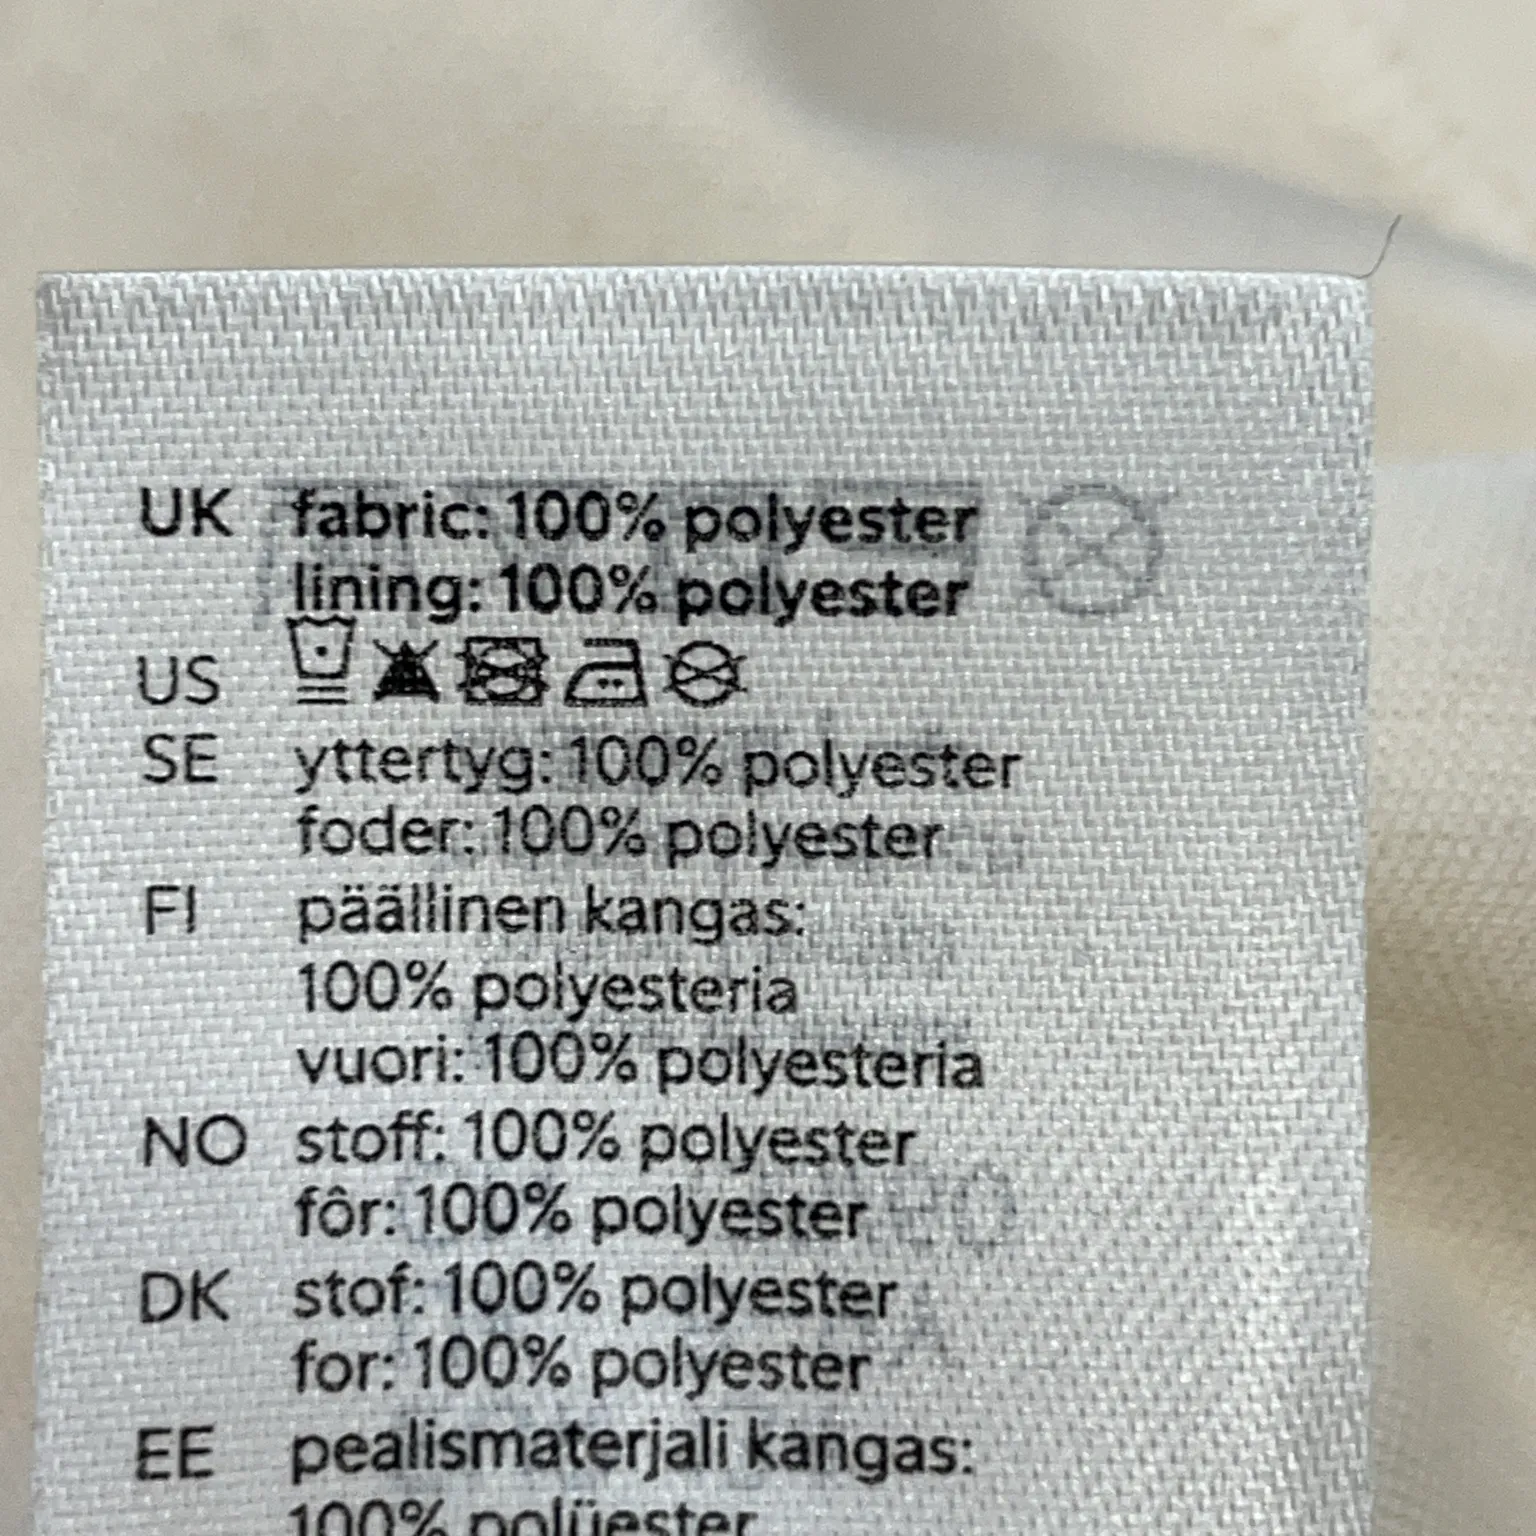 UK fabric: 100% polyester
lining: 100% polyester
US
SE yttertyg: 100% polyester
foder: 100% polyester
FI päällinen kangas:
100% polyesteria
vuori: 100% polyesteria
NO stoff: 100% polyester
fôr: 100% polyester
DK stof: 100% polyester
for: 100% polyester
EE pealismaterjali kangas:
100% polüester